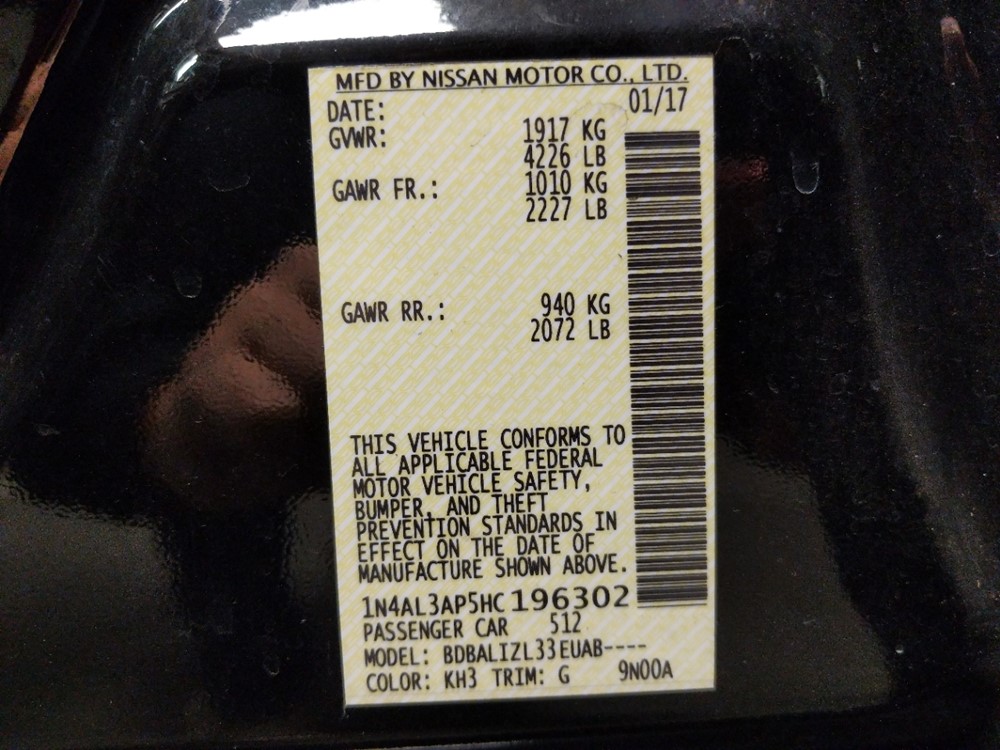 MFD BY NISSAN MOTOR CO., LTD.
DATE: 01/17
GVWR: 1917 KG
4226 LB
GAWR FR.: 1010 KG
2227 LB
GAWR RR.: 940 KG
2072 LB
THIS VEHICLE CONFORMS TO
ALL APPLICABLE FEDERAL
MOTOR VEHICLE SAFETY,
BUMPER, AND THEFT
PREVENTION STANDARDS IN
EFFECT ON THE DATE OF
MANUFACTURE SHOWN ABOVE.
1N4AL3AP5HC196302
PASSENGER CAR 512
MODEL: BDBALIZL33EUAB----
COLOR: KH3 TRIM: G 9N00A